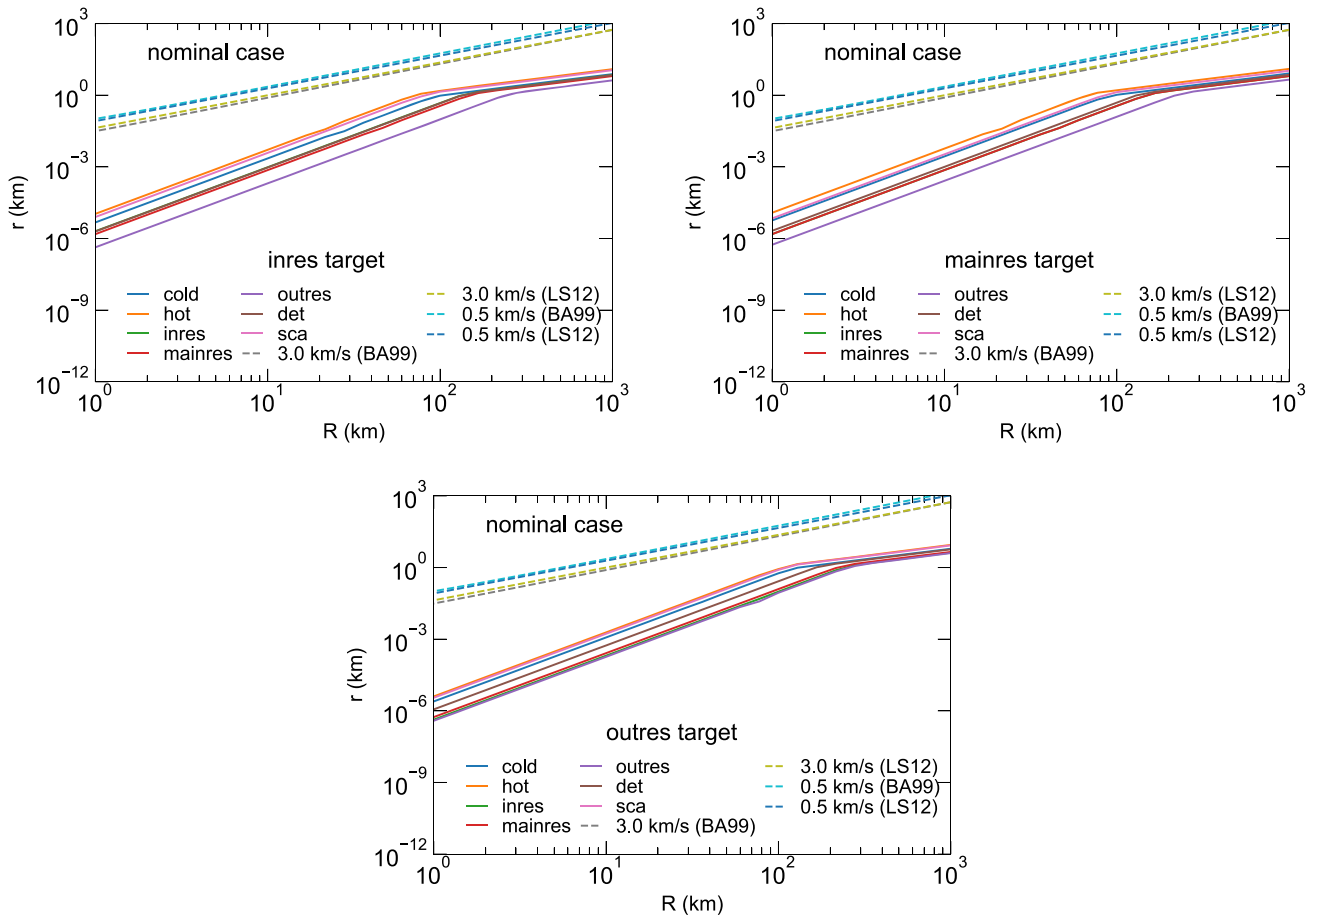 nominal case
r (km)
10^3
10^0
10^−3
10^−6
10^−9
10^−12
inres target
cold
hot
inres
mainres
outres
det
sca
3.0 km/s (BA99)
3.0 km/s (LS12)
0.5 km/s (BA99)
0.5 km/s (LS12)
10^0 10^1 10^2 10^3
R (km)
nominal case
r (km)
10^3
10^0
10^−3
10^−6
10^−9
10^−12
mainres target
cold
hot
inres
mainres
outres
det
sca
3.0 km/s (BA99)
3.0 km/s (LS12)
0.5 km/s (BA99)
0.5 km/s (LS12)
10^0 10^1 10^2 10^3
R (km)
nominal case
r (km)
10^3
10^0
10^−3
10^−6
10^−9
10^−12
outres target
cold
hot
inres
mainres
outres
det
sca
3.0 km/s (BA99)
3.0 km/s (LS12)
0.5 km/s (BA99)
0.5 km/s (LS12)
10^0 10^1 10^2 10^3
R (km)